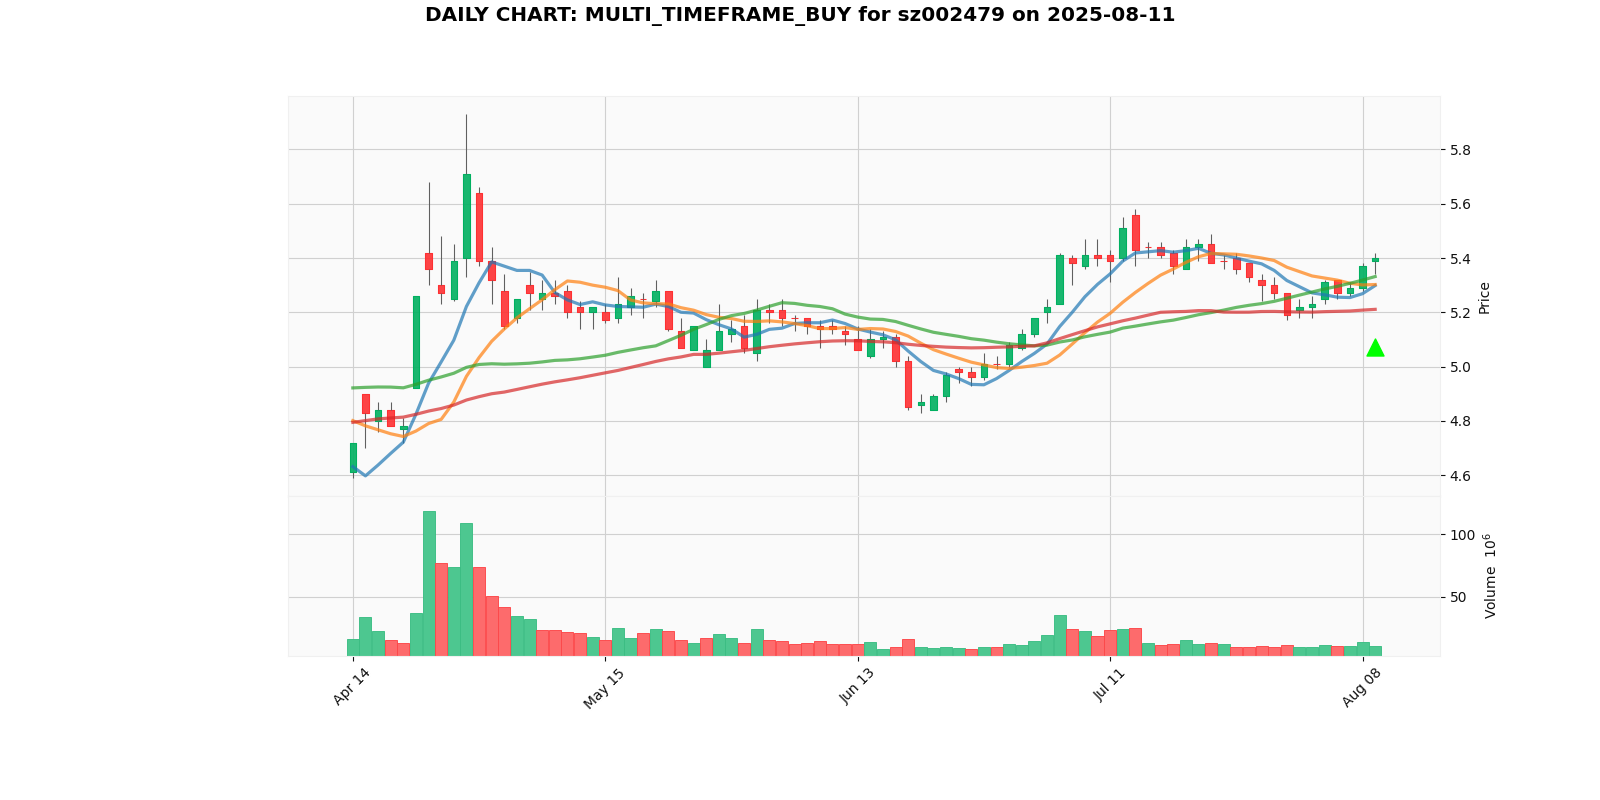 DAILY CHART: MULTI_TIMEFRAME_BUY for sz002479 on 2025-08-11
5.8
5.6
5.4
5.2
5.0
4.8
4.6
Price
100
50
Volume 10⁶
Apr 14
May 15
Jun 13
Jul 11
Aug 08